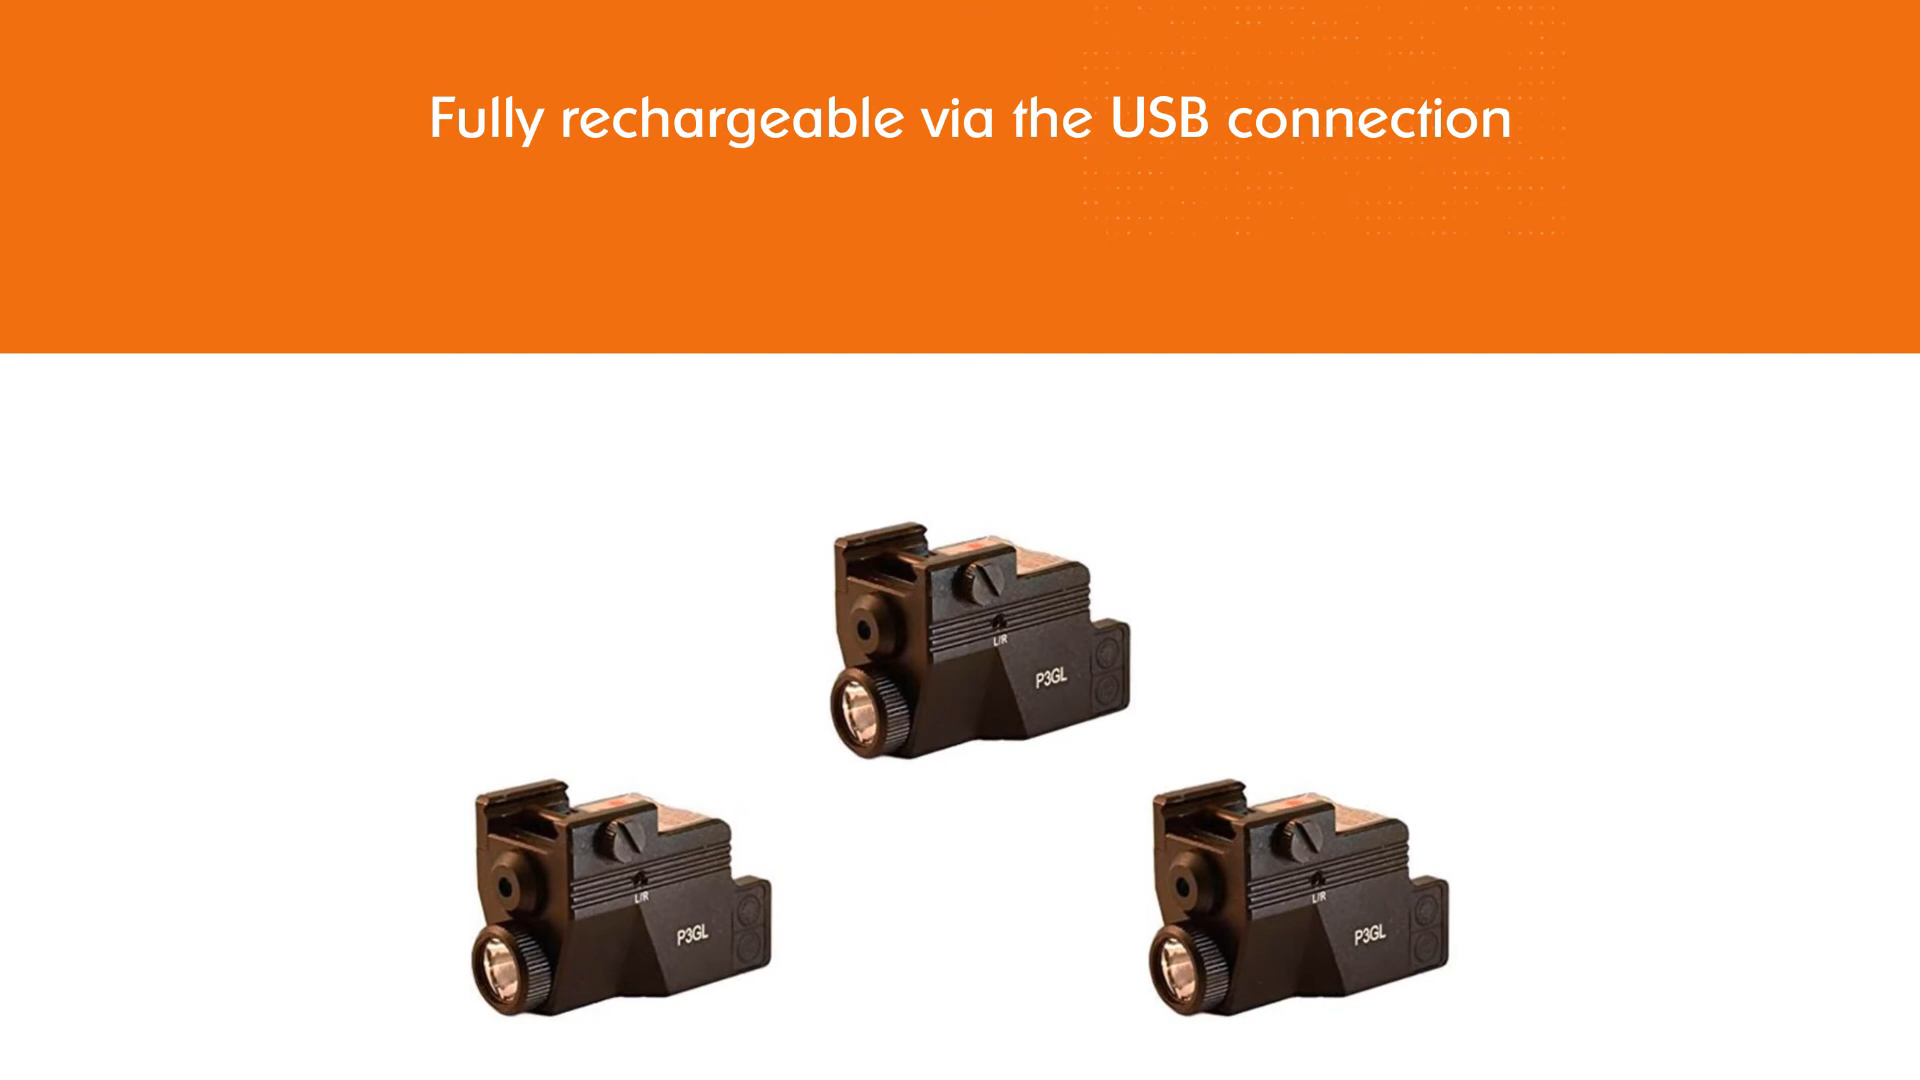 Fully rechargeable via the USB connection
L/R
P3GL
L/R
P3GL
L/R
P3GL